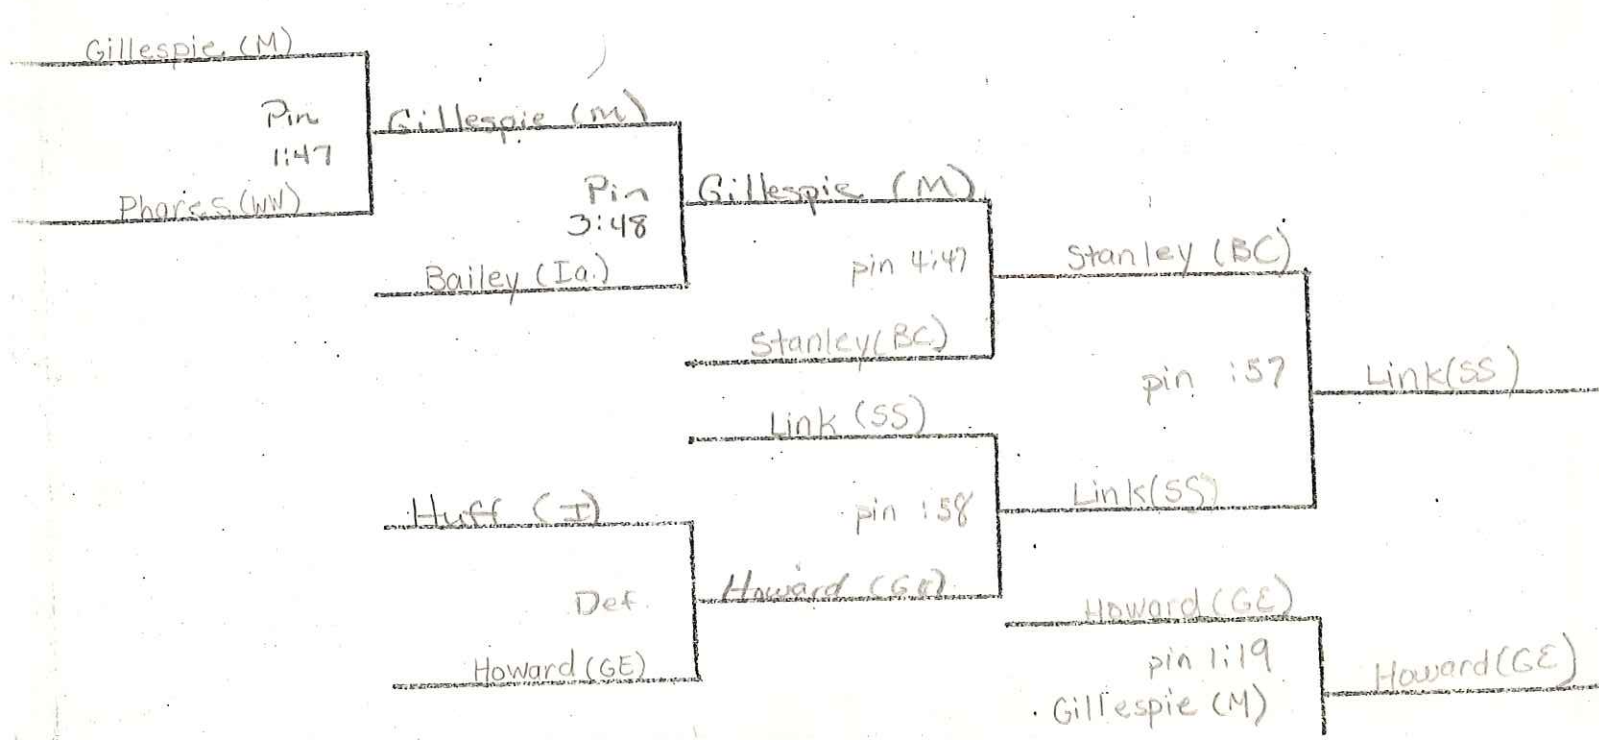 Gillespie (M)
Pin
1:47
Phares (WW)
Gillespie (M)
Pin
3:48
Bailey (Ia.)
Gillespie (M)
pin 4:47
Stanley (BC)
Stanley (BC)
pin :57
Link (SS)
Link (SS)
pin :58
Link (SS)
Huff (I)
Def.
Howard (GE)
Howard (GE)
Howard (GE)
pin 1:19
Gillespie (M)
Howard (GE)